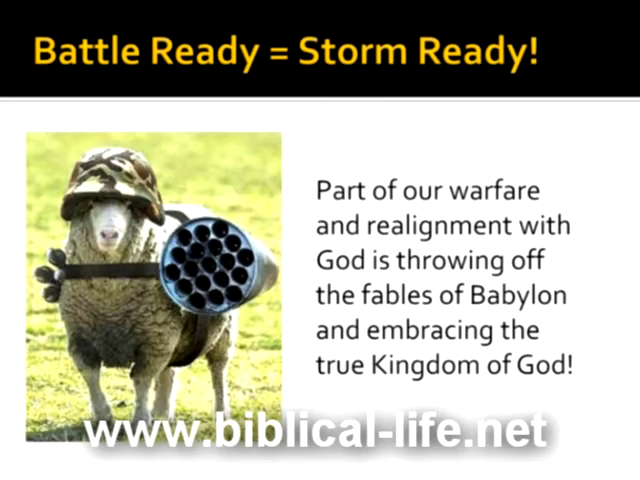 Battle Ready = Storm Ready!
Part of our warfare
and realignment with
God is throwing off
the fables of Babylon
and embracing the
true Kingdom of God!
www.biblical-life.net